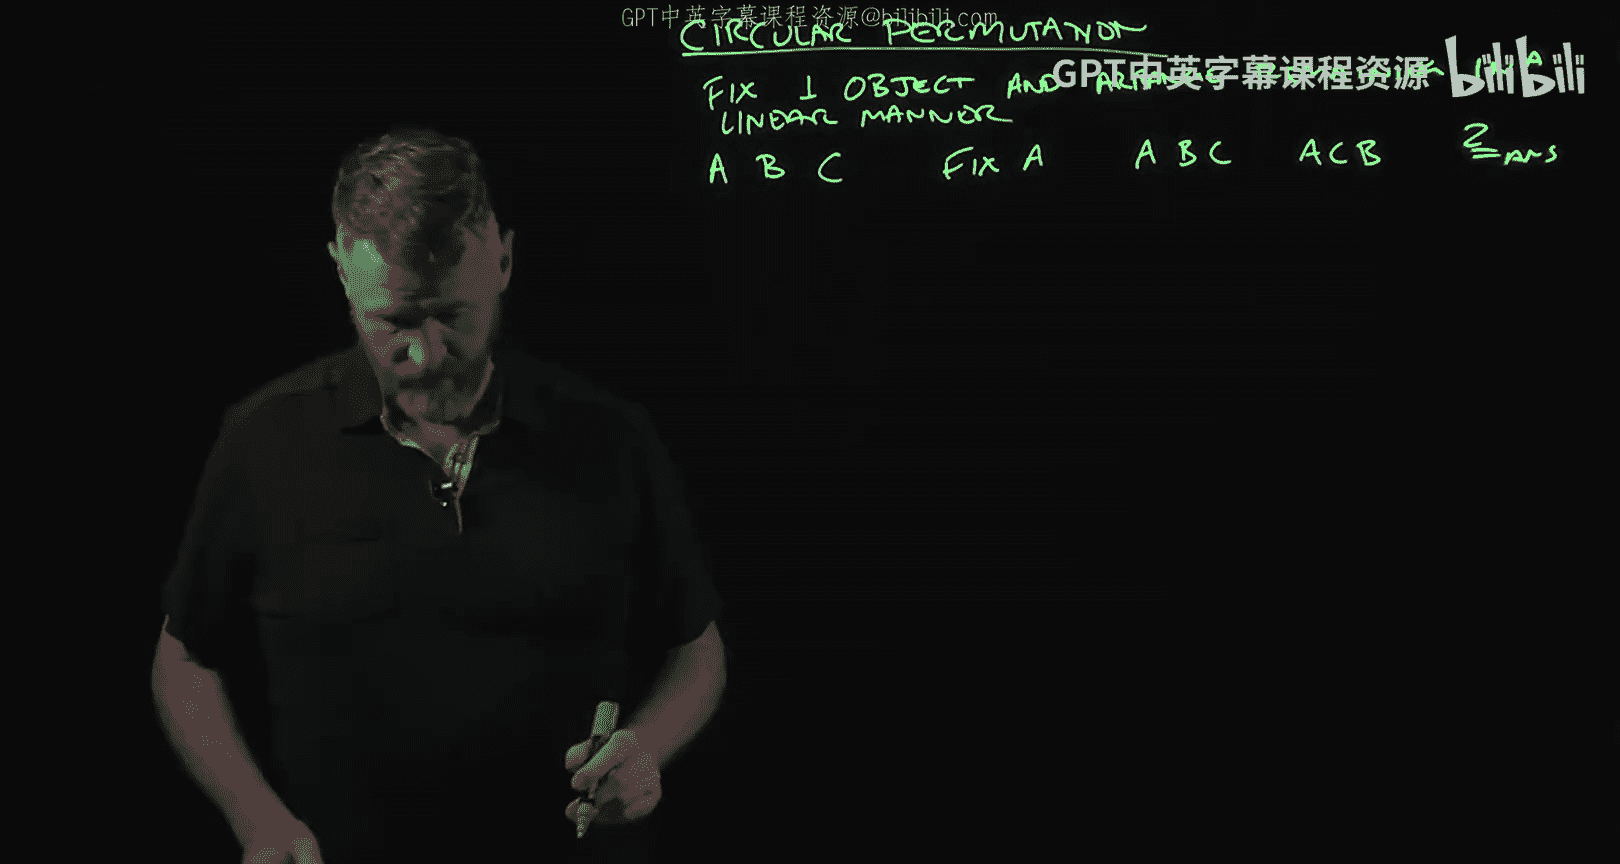 GPT中英字幕课程资源@bilibili.com
CIRCULAR PERMUTATION
GPT中英字幕课程资源 bilibili
FIX 1 OBJECT AND IN A
LINEAR MANNER
A B C FIX A A B C A C B 2 ANS